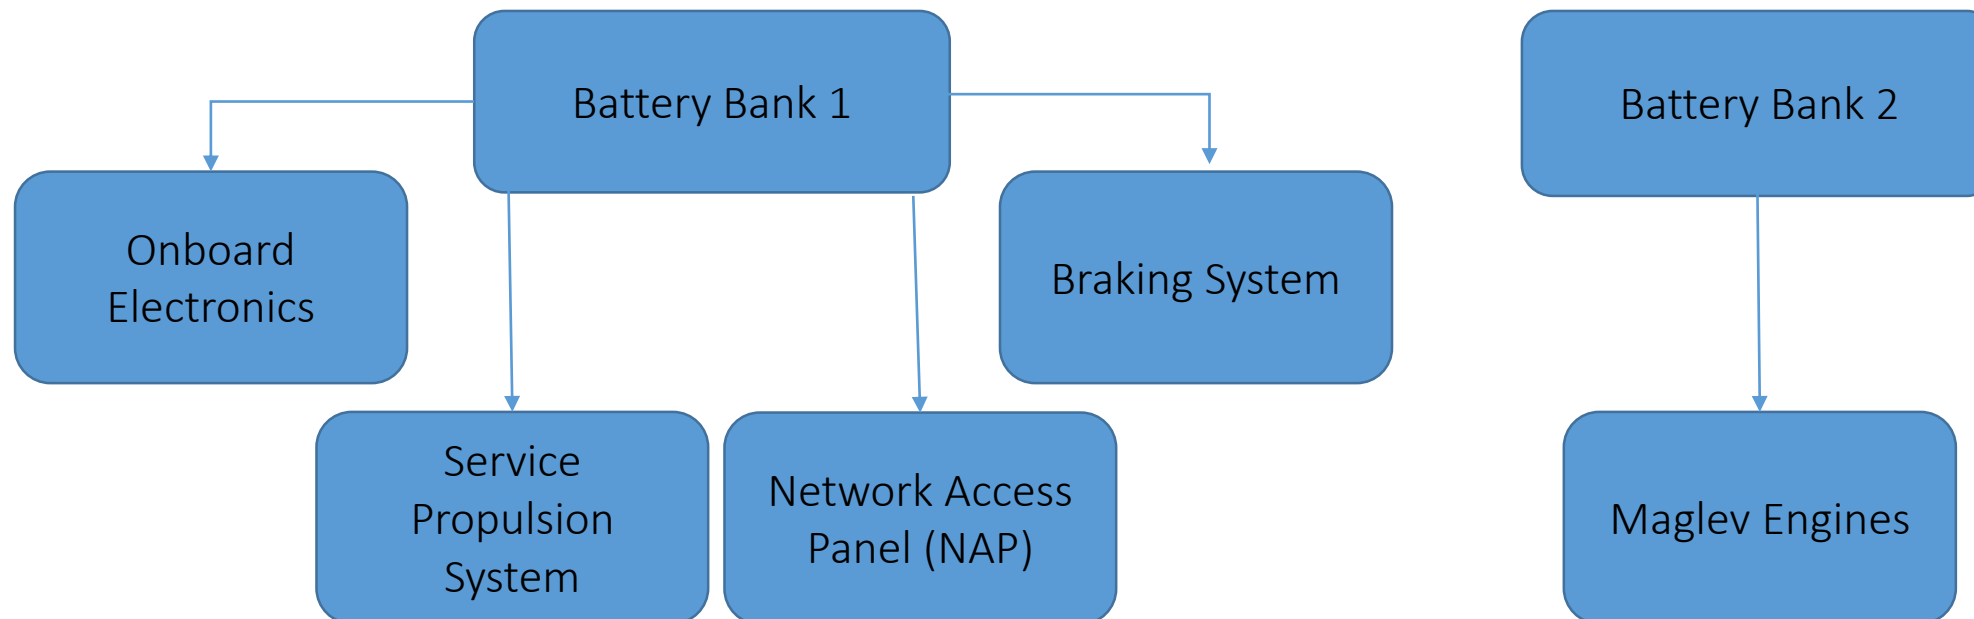 Battery Bank 1
Battery Bank 2
Onboard
Electronics
Braking System
Service
Propulsion
System
Network Access
Panel (NAP)
Maglev Engines